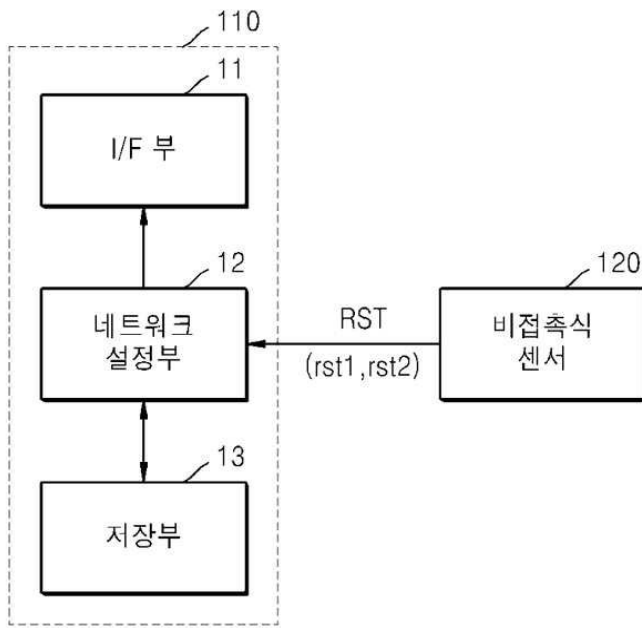 110
11
I/F 부
12
네트워크
설정부
RST
(rst1,rst2)
120
비접촉식
센서
13
저장부